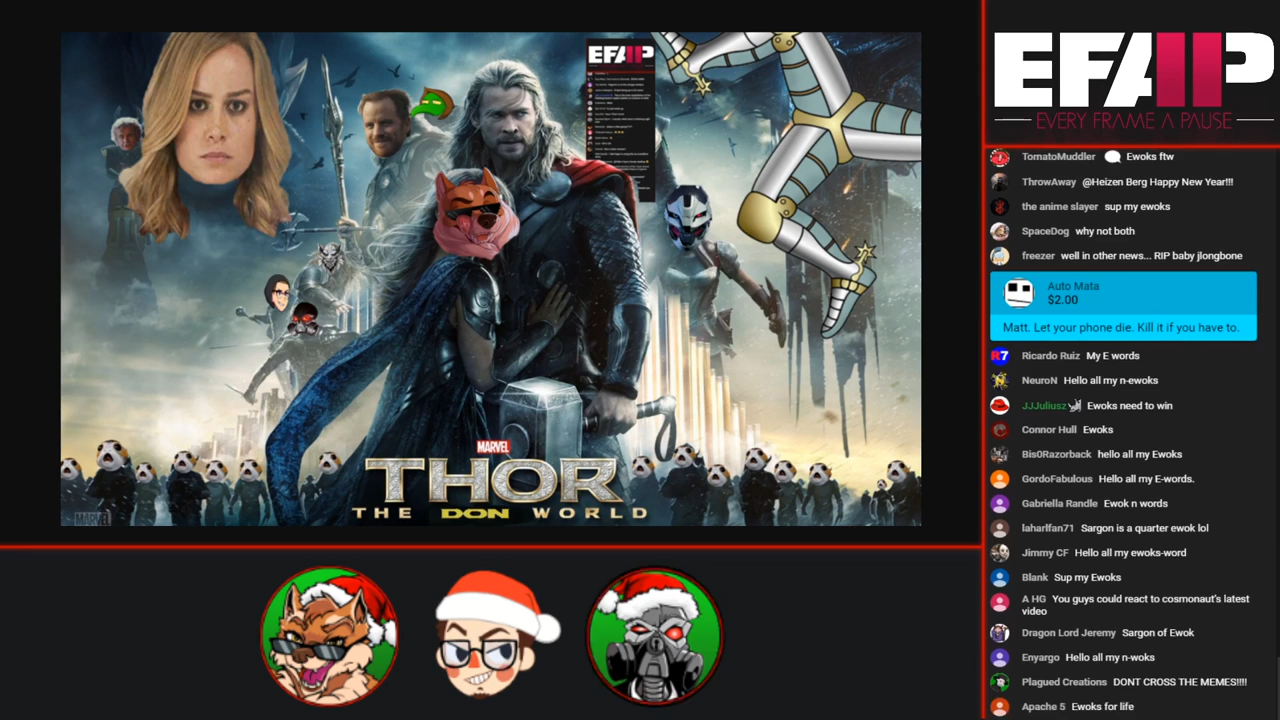 EFAP
MARVEL
THOR
THE DON WORLD
MARVEL
EFAP
EVERY FRAME A PAUSE
TomatoMuddler Ewoks ftw
ThrowAway @Heizen Berg Happy New Year!!!
the anime slayer sup my ewoks
SpaceDog why not both
freezer well in other news... RIP baby jlongbone
Auto Mata
$2.00
Matt. Let your phone die. Kill it if you have to.
R7 Ricardo Ruiz My E words
NeuroN Hello all my n-ewoks
JJJuliusz Ewoks need to win
Connor Hull Ewoks
Bis0Razorback hello all my Ewoks
GordoFabulous Hello all my E-words.
Gabriella Randle Ewok n words
laharlfan71 Sargon is a quarter ewok lol
Jimmy CF Hello all my ewoks-word
Blank Sup my Ewoks
A HG You guys could react to cosmonaut's latest
video
Dragon Lord Jeremy Sargon of Ewok
Enyargo Hello all my n-woks
Plagued Creations DONT CROSS THE MEMES!!!!
Apache 5 Ewoks for life